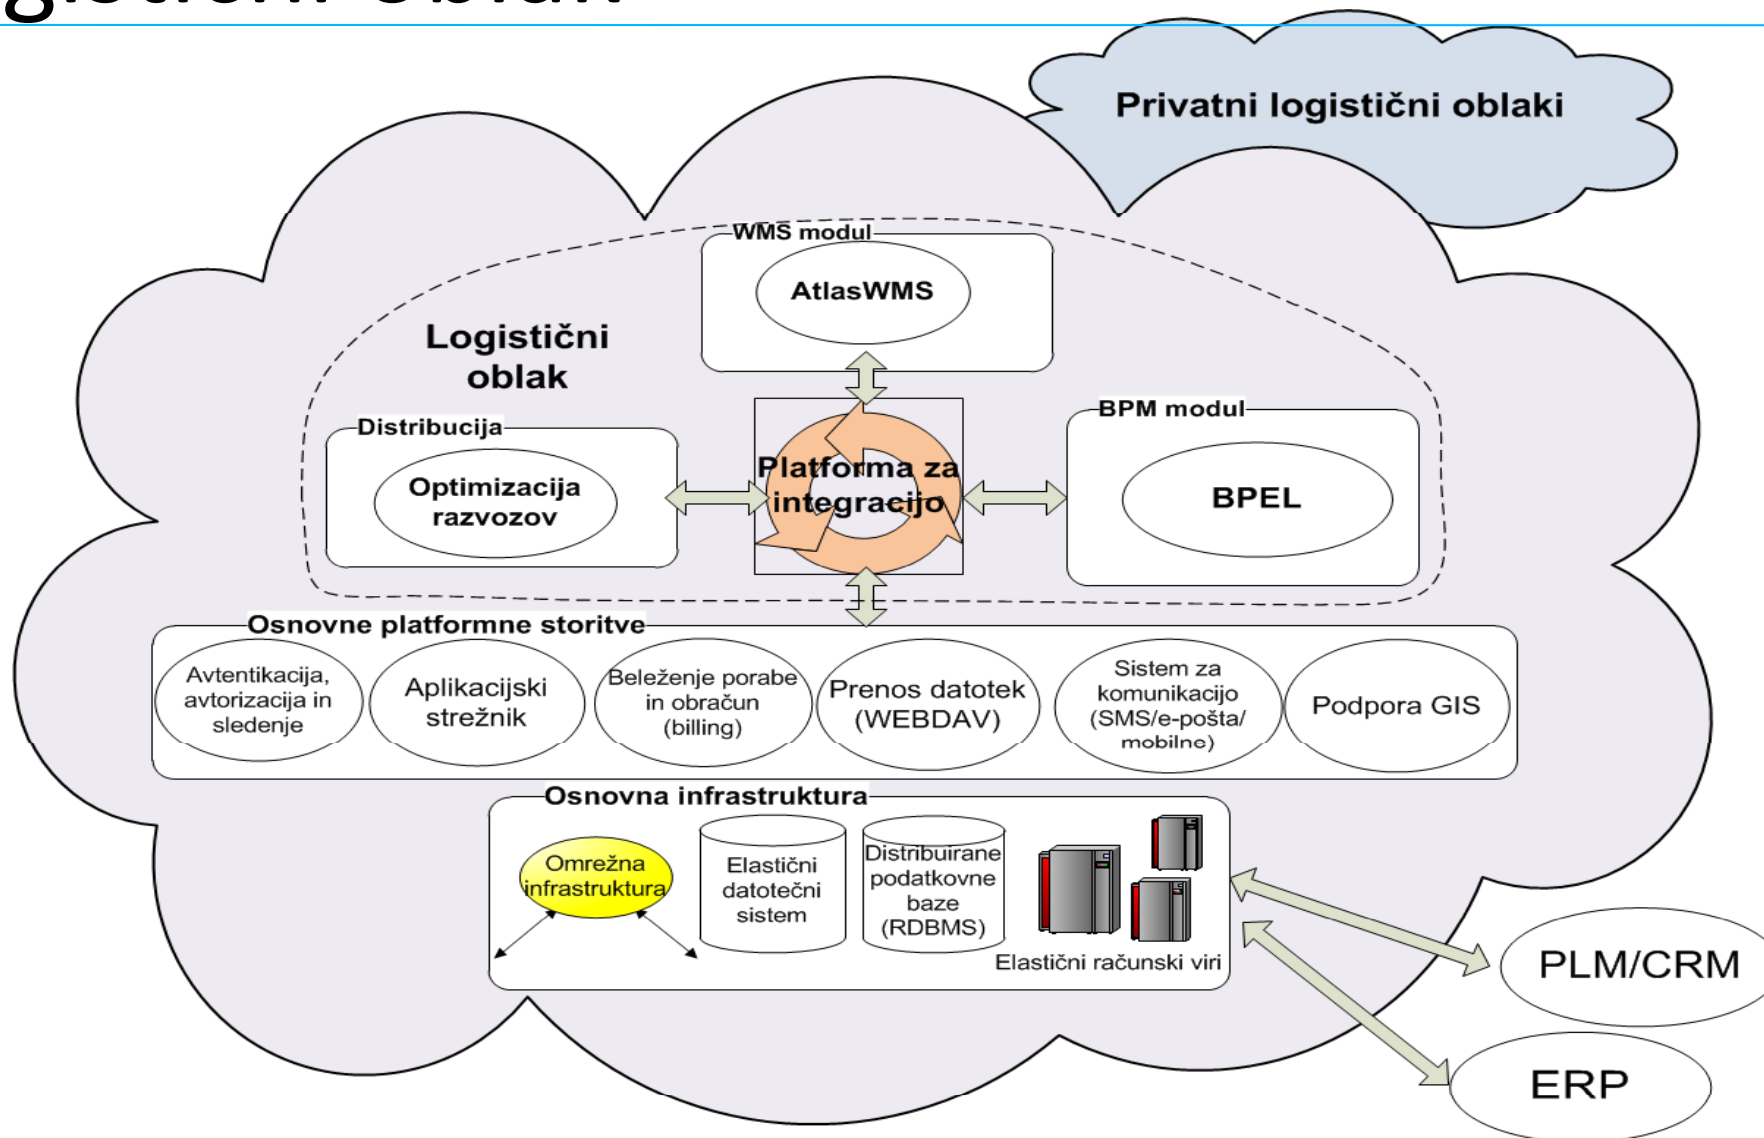 gistični oblak
Privatni logistični oblaki
WMS modul
AtlasWMS
Logistični
oblak
Distribucija
Optimizacija
razvozov
Platforma za
integracijo
BPM modul
BPEL
Osnovne platformne storitve
Avtentikacija,
avtorizacija in
sledenje
Aplikacijski
strežnik
Beleženje porabe
in obračun
(billing)
Prenos datotek
(WEBDAV)
Sistem za
komunikacijo
(SMS/e-pošta/
mobilne)
Podpora GIS
Osnovna infrastruktura
Omrežna
infrastruktura
Elastični
datotečni
sistem
Distribuirane
podatkovne
baze
(RDBMS)
Elastični računski viri
PLM/CRM
ERP